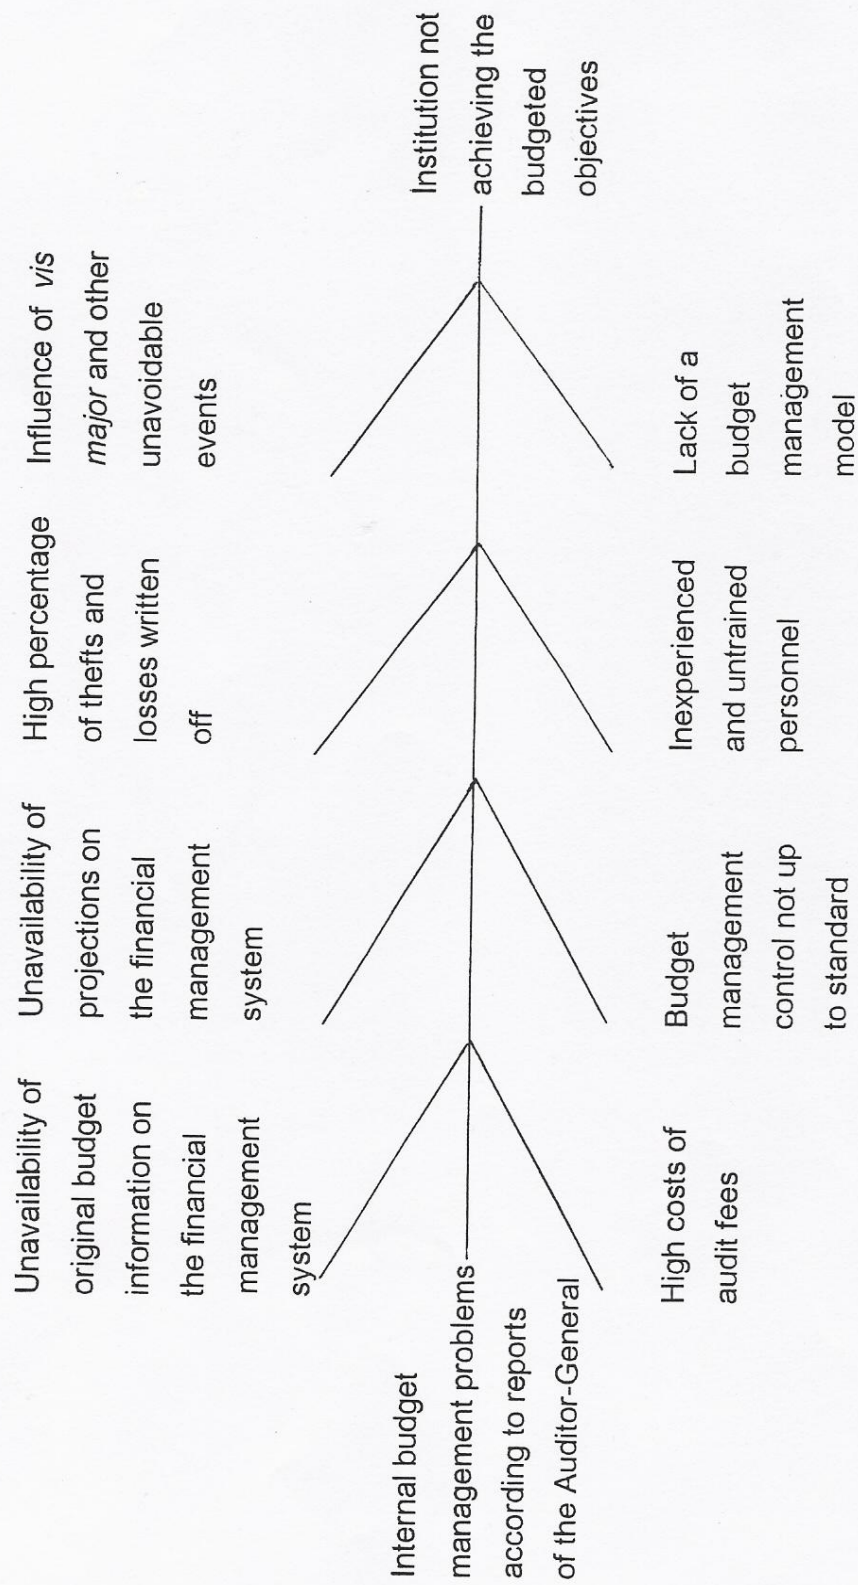 Unavailability of
original budget
information on
the financial
management
system
Unavailability of
projections on
the financial
management
system
High percentage
of thefts and
losses written
off
Influence of vis
major and other
unavoidable
events
Internal budget
management problems
according to reports
of the Auditor-General
Institution not
achieving the
budgeted
objectives
High costs of
audit fees
Budget
management
control not up
to standard
Inexperienced
and untrained
personnel
Lack of a
budget
management
model